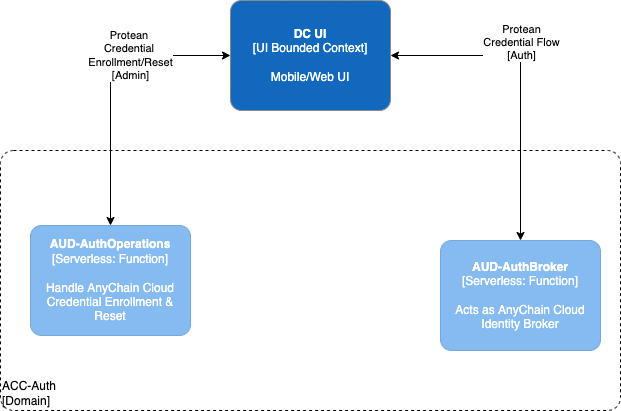 Protean
Credential
Enrollment/Reset
[Admin]
DC UI
[UI Bounded Context]
Mobile/Web UI
Protean
Credential Flow
[Auth]
AUD-AuthOperations
[Serverless: Function]
Handle AnyChain Cloud
Credential Enrollment &
Reset
AUD-AuthBroker
[Serverless: Function]
Acts as AnyChain Cloud
Identity Broker
ACC-Auth
[Domain]